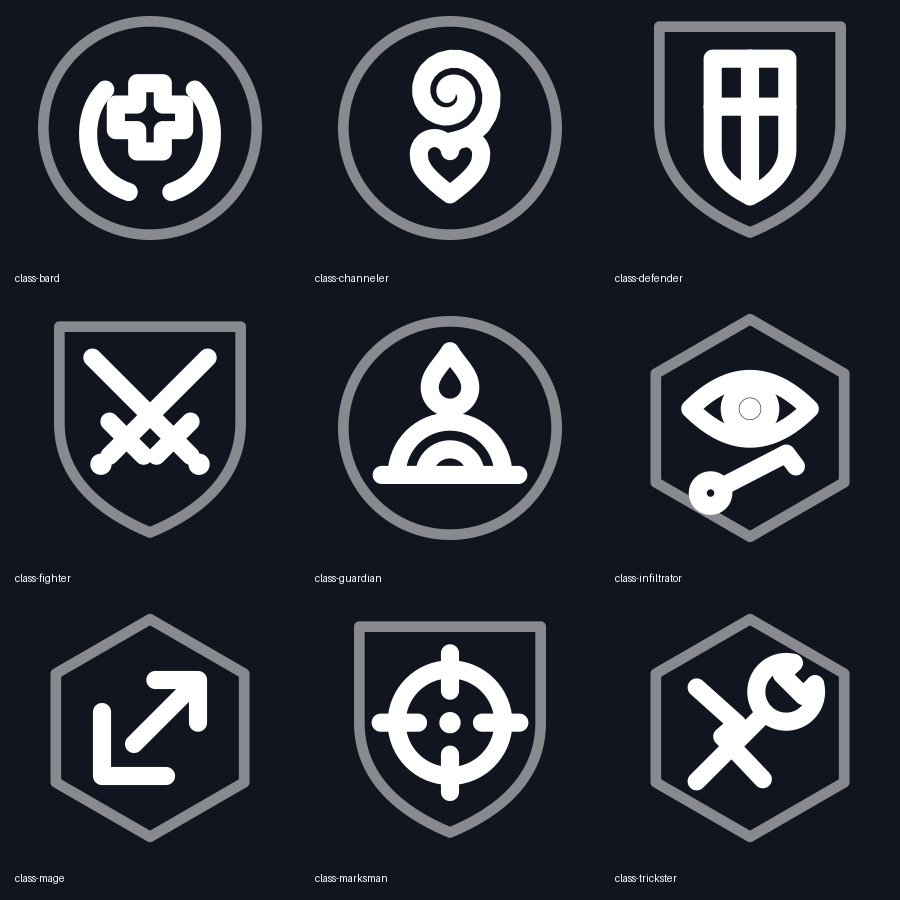 class-bard
class-channeler
class-defender
class-fighter
class-guardian
class-infiltrator
class-mage
class-marksman
class-trickster